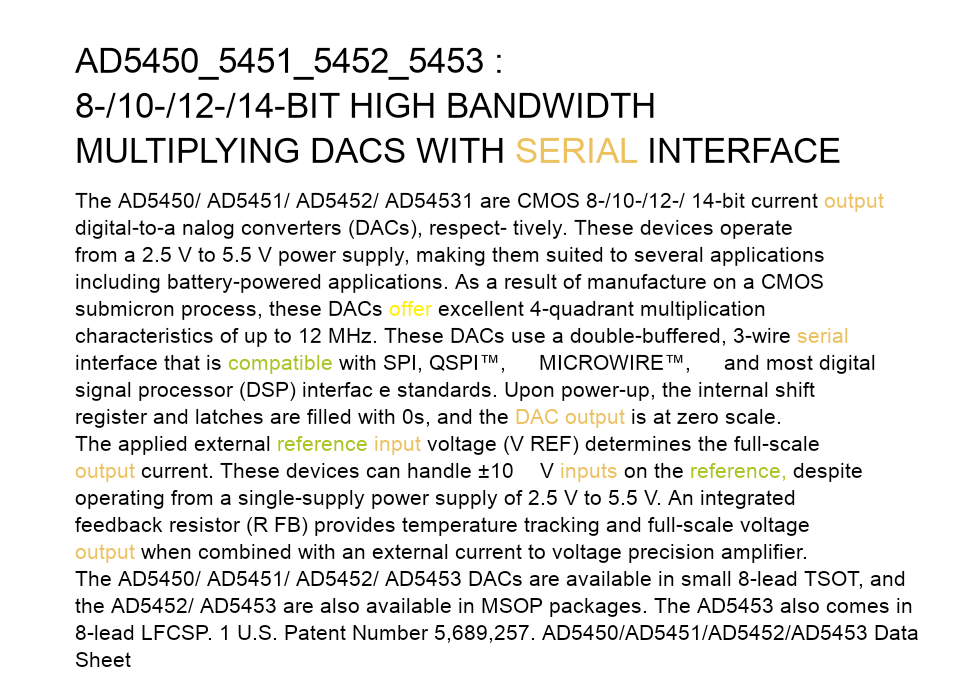 AD5450_5451_5452_5453 :
8-/10-/12-/14-BIT HIGH BANDWIDTH
MULTIPLYING DACS WITH SERIAL INTERFACE
The AD5450/ AD5451/ AD5452/ AD54531 are CMOS 8-/10-/12-/ 14-bit current output
digital-to-a nalog converters (DACs), respect- tively. These devices operate
from a 2.5 V to 5.5 V power supply, making them suited to several applications
including battery-powered applications. As a result of manufacture on a CMOS
submicron process, these DACs offer excellent 4-quadrant multiplication
characteristics of up to 12 MHz. These DACs use a double-buffered, 3-wire serial
interface that is compatible with SPI, QSPI™, MICROWIRE™, and most digital
signal processor (DSP) interfac e standards. Upon power-up, the internal shift
register and latches are filled with 0s, and the DAC output is at zero scale.
The applied external reference input voltage (V REF) determines the full-scale
output current. These devices can handle ±10 V inputs on the reference, despite
operating from a single-supply power supply of 2.5 V to 5.5 V. An integrated
feedback resistor (R FB) provides temperature tracking and full-scale voltage
output when combined with an external current to voltage precision amplifier.
The AD5450/ AD5451/ AD5452/ AD5453 DACs are available in small 8-lead TSOT, and
the AD5452/ AD5453 are also available in MSOP packages. The AD5453 also comes in
8-lead LFCSP. 1 U.S. Patent Number 5,689,257. AD5450/AD5451/AD5452/AD5453 Data
Sheet